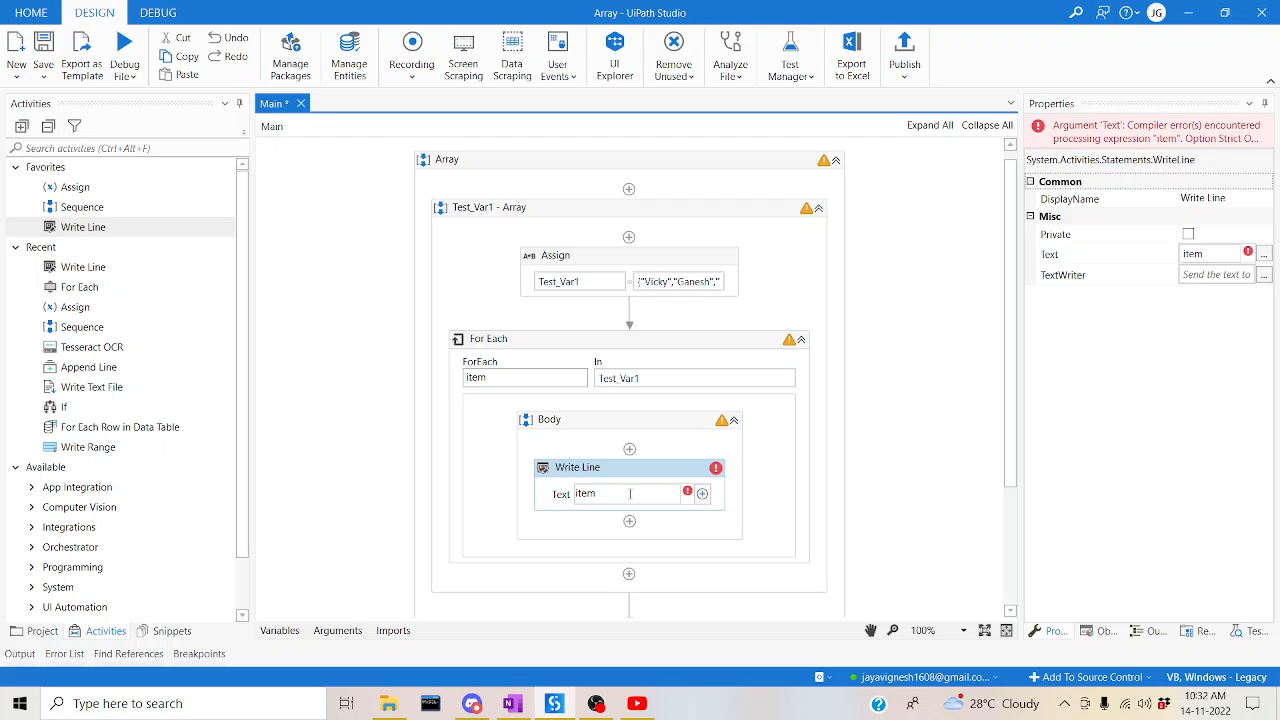 HOME DESIGN DEBUG Array - UiPath Studio JG
New Save Export as Template Debug File Cut Copy Paste Undo Redo Manage Packages Manage Entities Recording Screen Scraping Data Scraping User Events UI Explorer Remove Unused Analyze File Test Manager Export to Excel Publish
Activities
Search activities (Ctrl+Alt+F)
Favorites
Assign
Sequence
Write Line
Recent
Write Line
For Each
Assign
Sequence
Tesseract OCR
Append Line
Write Text File
If
For Each Row in Data Table
Write Range
Available
App Integration
Computer Vision
Integrations
Orchestrator
Programming
System
UI Automation
Project Activities Snippets
Main *
Main Expand All Collapse All
Array
Test_Var1 - Array
A*B Assign
Test_Var1 = {"Vicky","Ganesh","
For Each
ForEach In
item Test_Var1
Body
Write Line
Text item
Variables Arguments Imports 100%
Properties
Argument 'Text': Compiler error(s) encountered
processing expression "item". Option Strict O...
System.Activities.Statements.WriteLine
Common
DisplayName Write Line
Misc
Private
Text item ...
TextWriter Send the text to ...
Pro... Ob... Ou... Re... Tes...
Output Error List Find References Breakpoints
jayavignesh1608@gmail.co... Add To Source Control VB, Windows - Legacy
Type here to search 28°C Cloudy 10:32 AM
14-11-2022